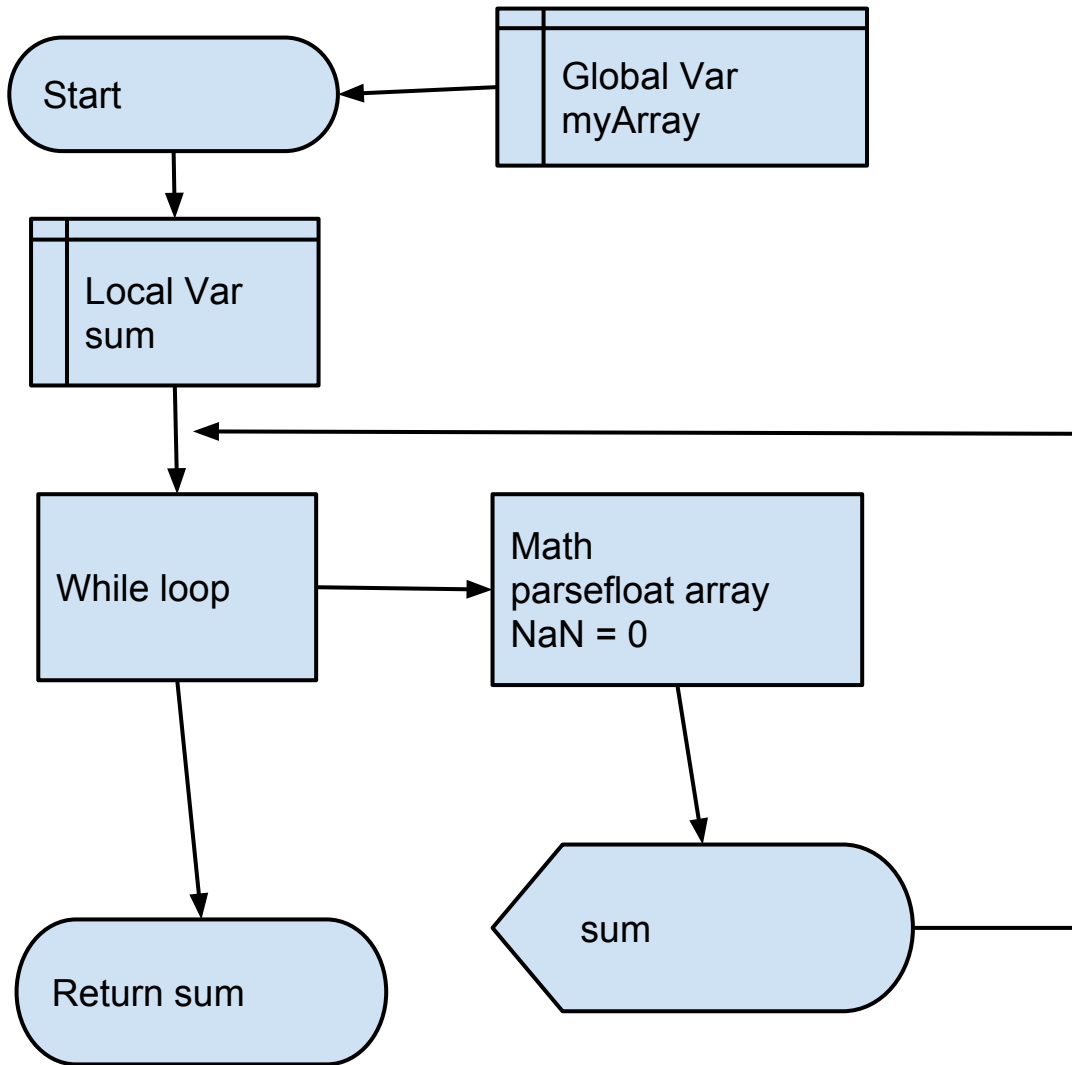 Start
Global Var
myArray
Local Var
sum
While loop
Math
parsefloat array
NaN = 0
sum
Return sum